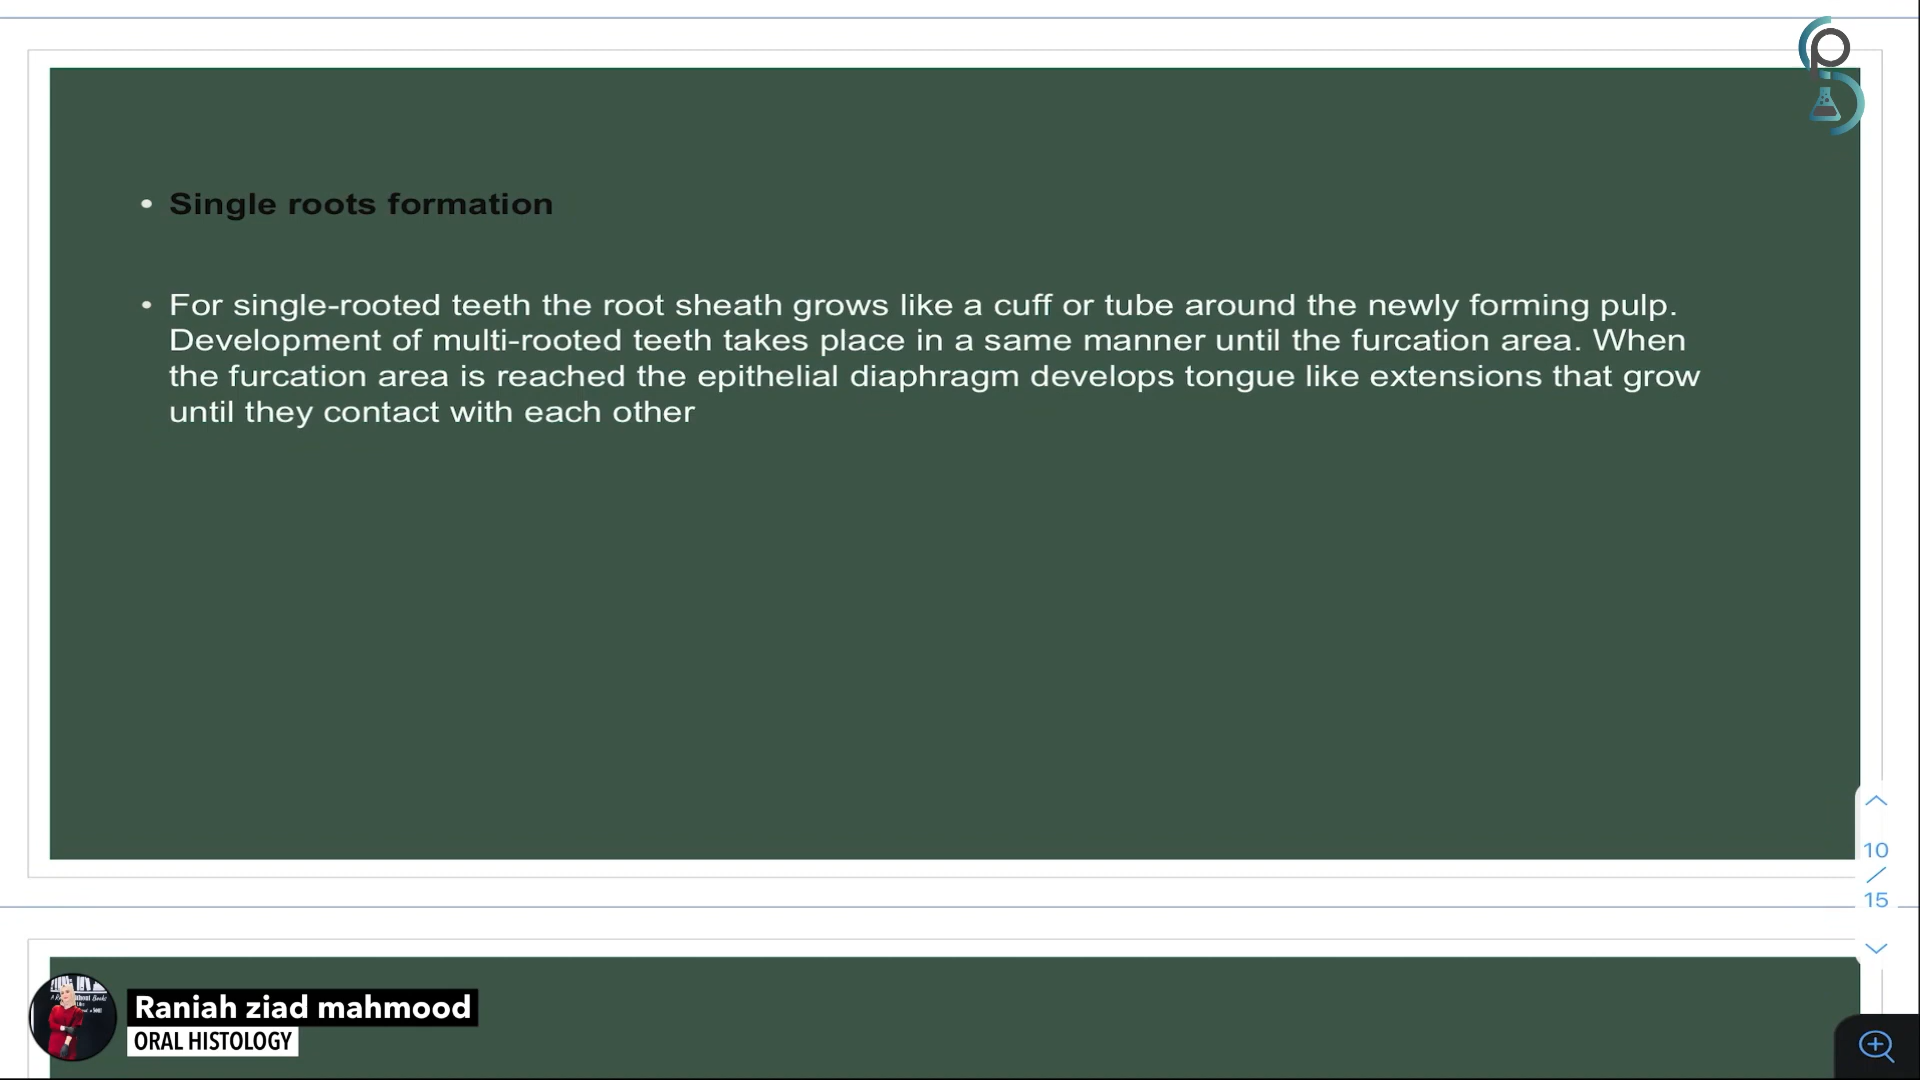 • Single roots formation
• For single-rooted teeth the root sheath grows like a cuff or tube around the newly forming pulp.
Development of multi-rooted teeth takes place in a same manner until the furcation area. When
the furcation area is reached the epithelial diaphragm develops tongue like extensions that grow
until they contact with each other
10
/
15
Raniah ziad mahmood
ORAL HISTOLOGY